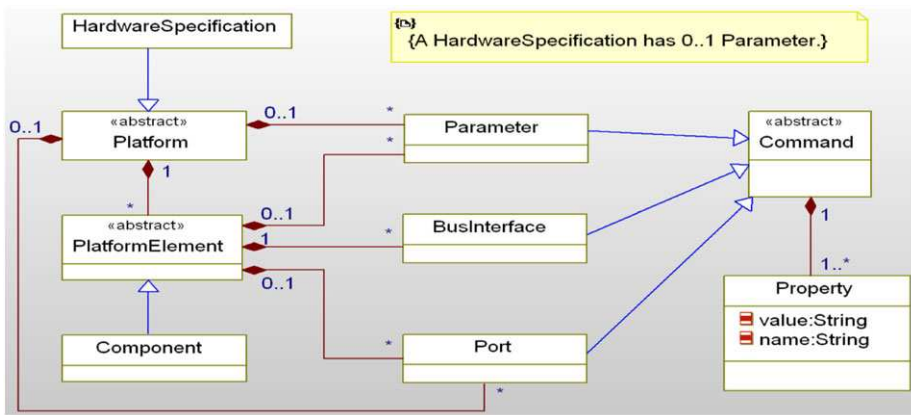 HardwareSpecification
{A HardwareSpecification has 0..1 Parameter.}
0..1
«abstract»
Platform
0..1
*
Parameter
«abstract»
Command
1
*
*
«abstract»
PlatformElement
0..1
1
0..1
*
BusInterface
1
1..*
Property
value:String
name:String
Component
*
Port
*